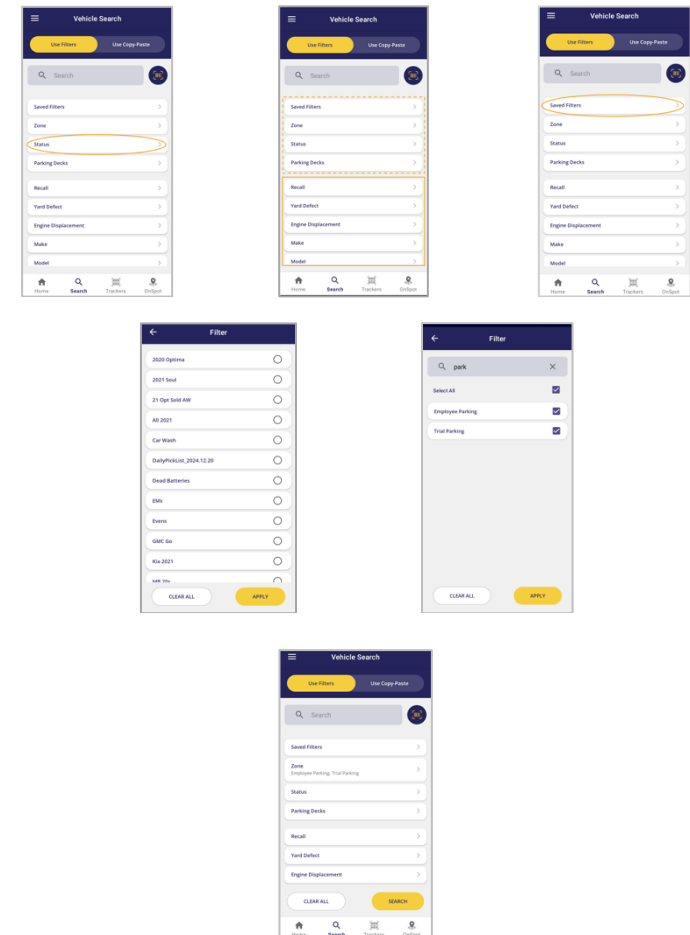 Vehicle Search
Use Filters Use Copy-Paste
Search
Saved Filters
Zone
Status
Parking Decks
Recall
Yard Defect
Engine Displacement
Make
Model
Home Search Trackers OnSpot
Vehicle Search
Use Filters Use Copy-Paste
Search
Saved Filters
Zone
Status
Parking Decks
Recall
Yard Defect
Engine Displacement
Make
Model
Home Search Trackers OnSpot
Vehicle Search
Use Filters Use Copy-Paste
Search
Saved Filters
Zone
Status
Parking Decks
Recall
Yard Defect
Engine Displacement
Make
Model
Home Search Trackers OnSpot
Filter
2020 Optima
2021 Soul
21 Opt Sold AW
All 2021
Car Wash
DailyPickList_2024.12.20
Dead Batteries
EMs
Evens
GMC Go
Kia 2021
CLEAR ALL APPLY
Filter
park
Select All
Employee Parking
Trial Parking
CLEAR ALL APPLY
Vehicle Search
Use Filters Use Copy-Paste
Search
Saved Filters
Zone
Employee Parking, Trial Parking
Status
Parking Decks
Recall
Yard Defect
Engine Displacement
CLEAR ALL SEARCH
Home Search Trackers OnSpot